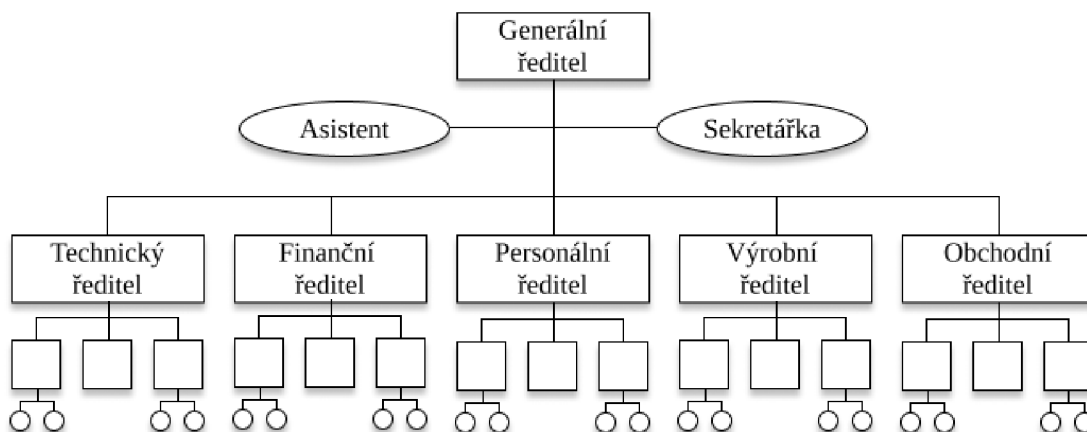 Generální
ředitel
Asistent
Sekretářka
Technický
ředitel
Finanční
ředitel
Personální
ředitel
Výrobní
ředitel
Obchodní
ředitel